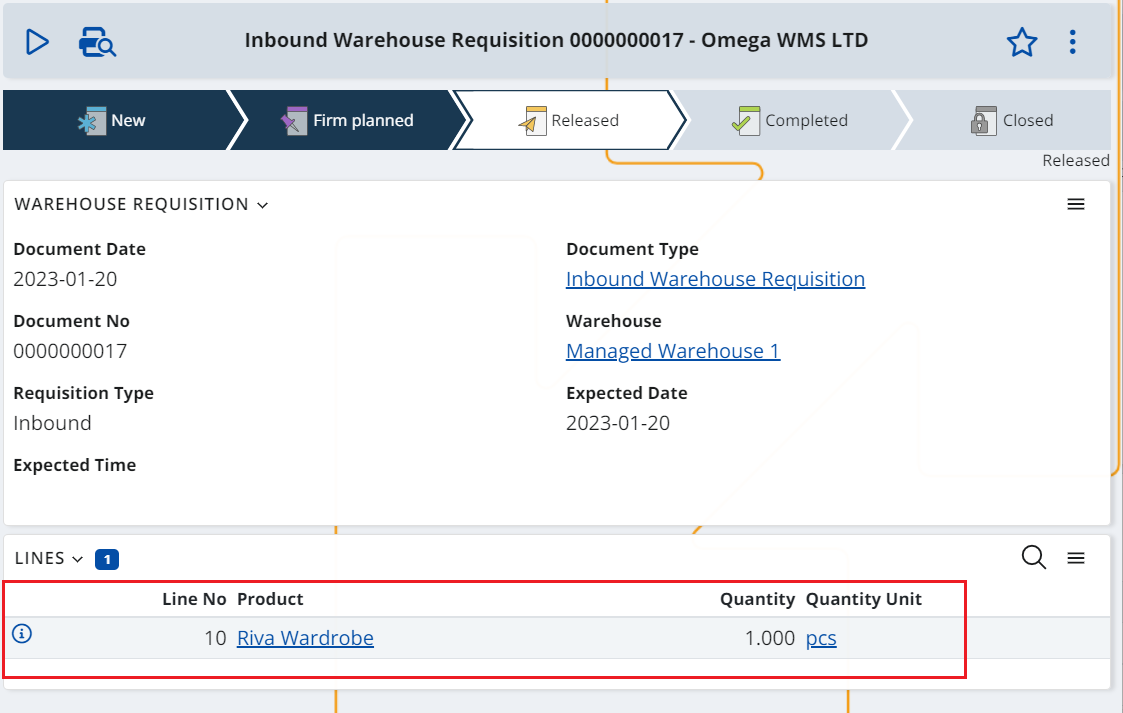 Inbound Warehouse Requisition 0000000017 - Omega WMS LTD
New
Firm planned
Released
Completed
Closed
Released
WAREHOUSE REQUISITION
Document Date
2023-01-20
Document Type
Inbound Warehouse Requisition
Document No
0000000017
Warehouse
Managed Warehouse 1
Requisition Type
Inbound
Expected Date
2023-01-20
Expected Time
LINES 1
Line No Product Quantity Quantity Unit
10 Riva Wardrobe 1.000 pcs